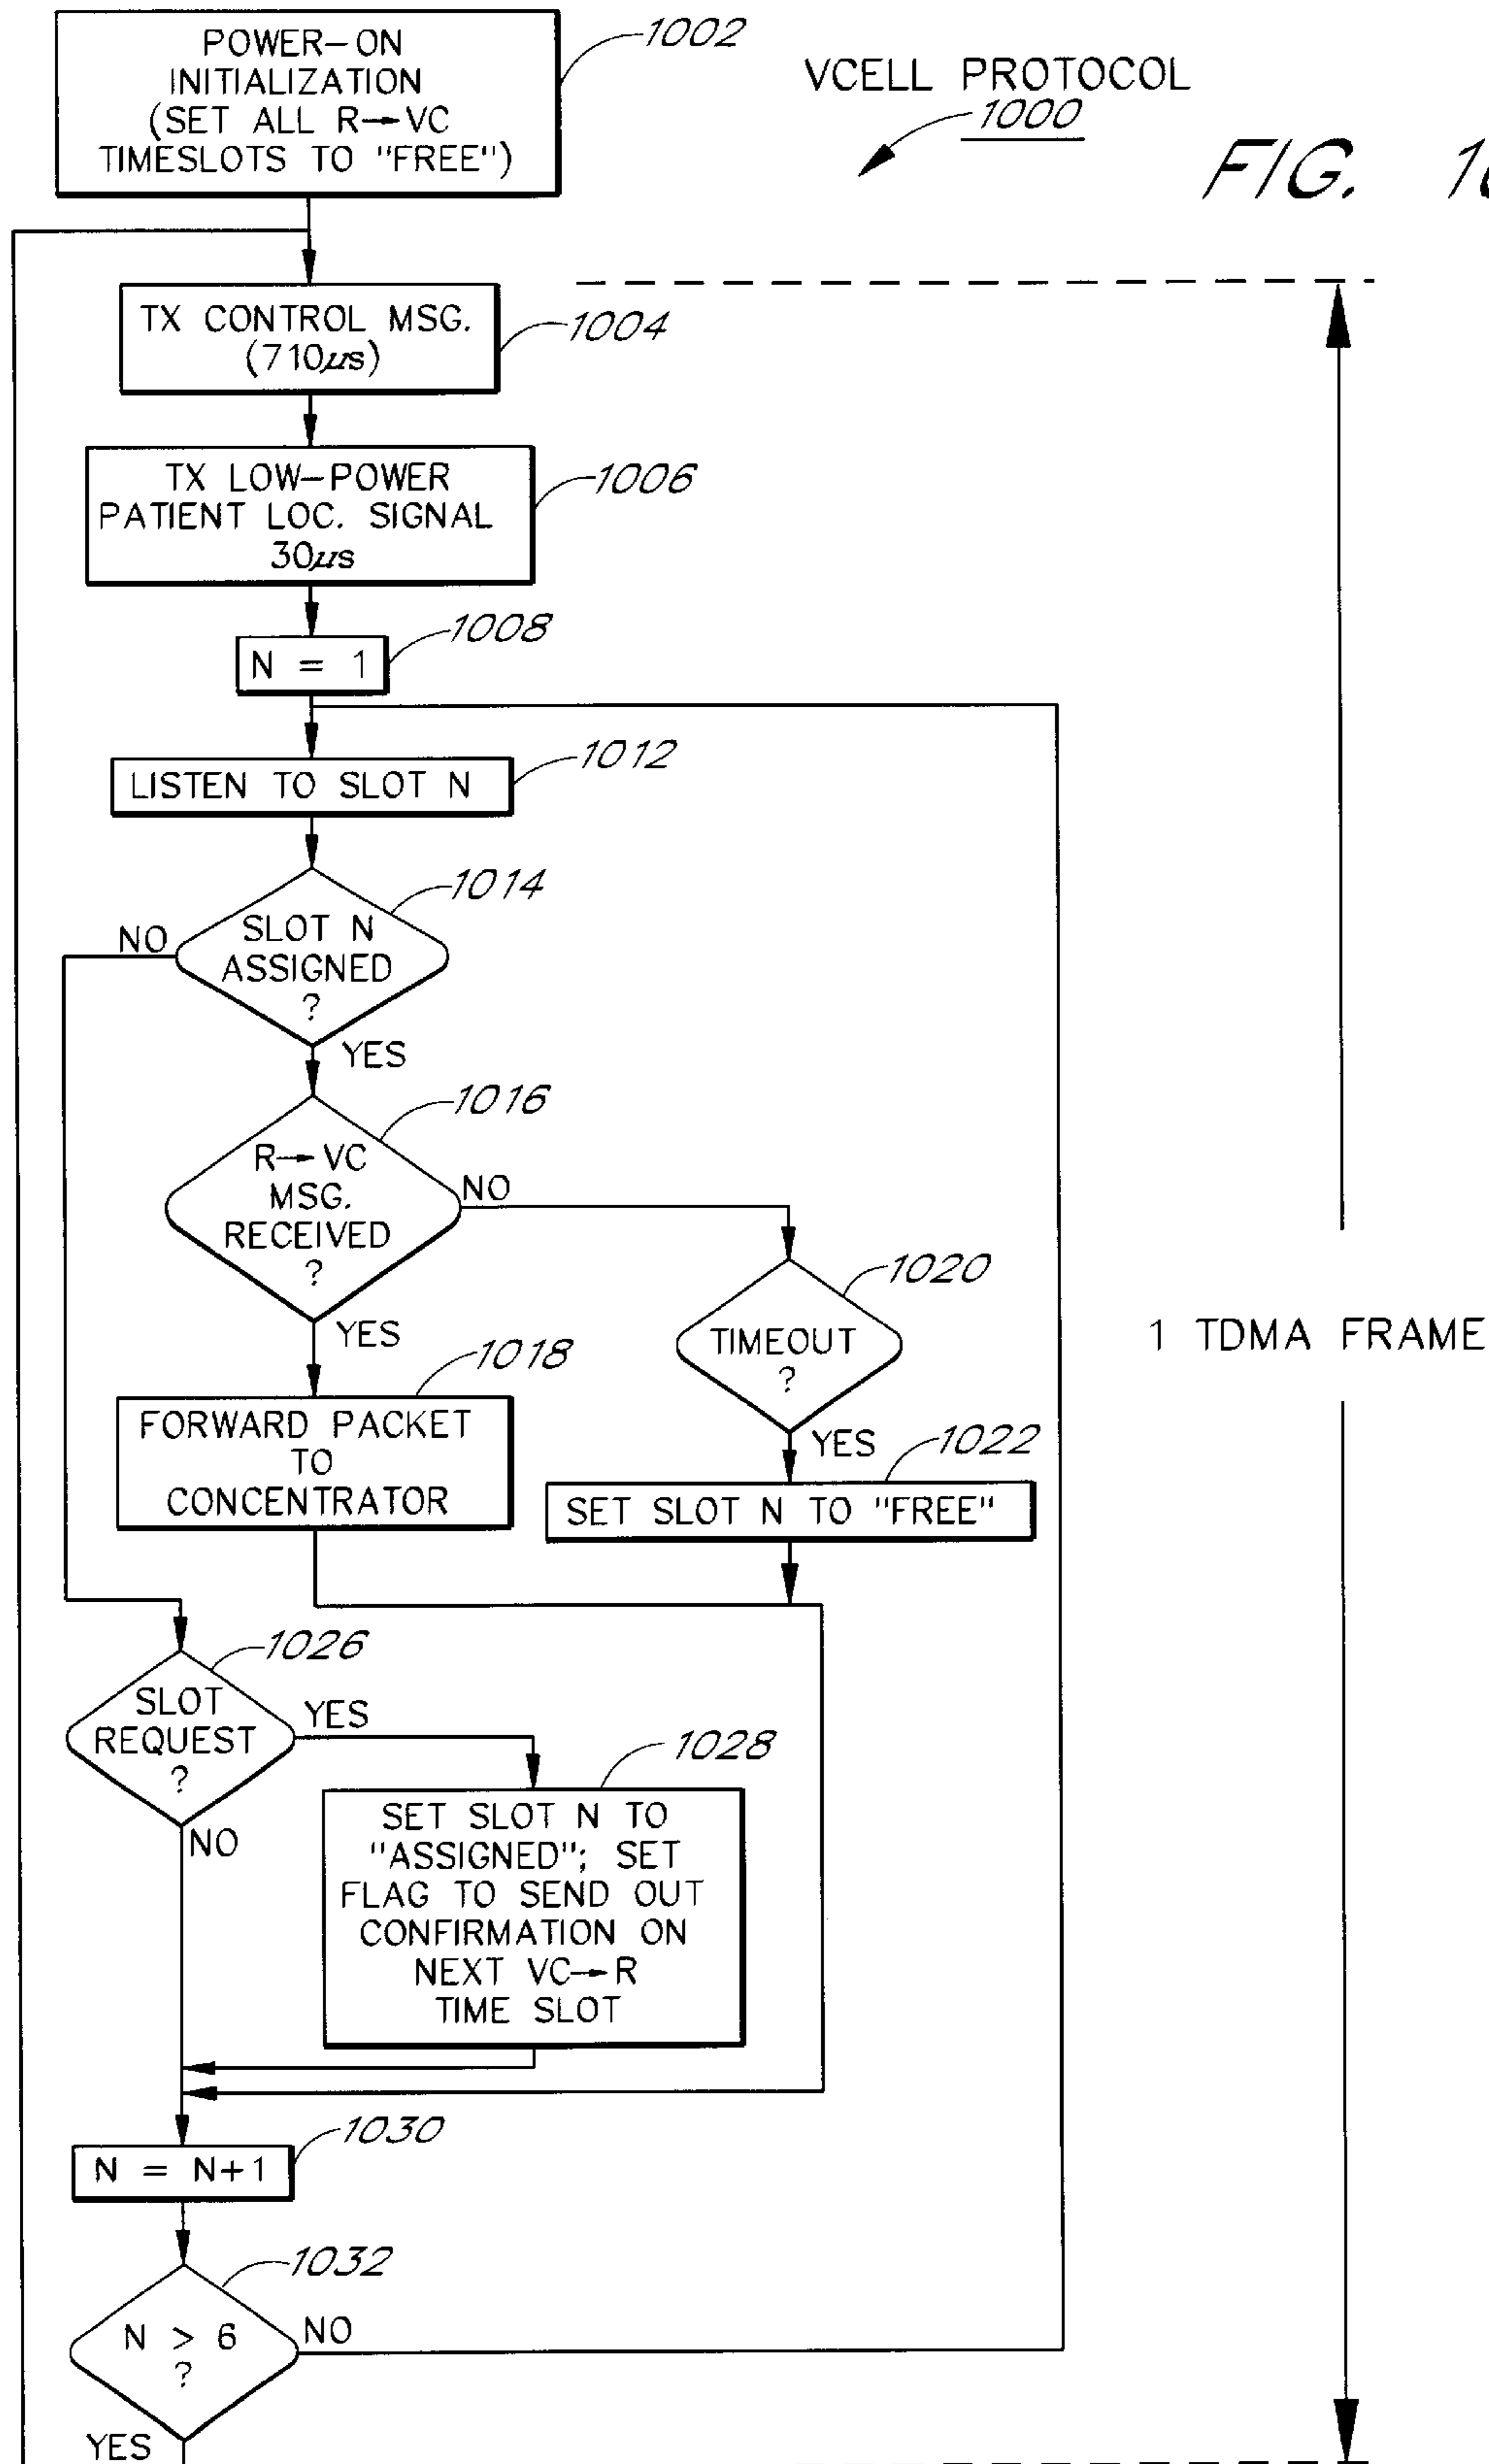 POWER-ON
INITIALIZATION
(SET ALL R→VC
TIMESLOTS TO "FREE")
1002
VCELL PROTOCOL
1000
FIG.
TX CONTROL MSG.
(710μs)
1004
TX LOW-POWER
PATIENT LOC. SIGNAL
30μs
1006
N = 1
1008
LISTEN TO SLOT N
1012
SLOT N
ASSIGNED
?
1014
NO
YES
R→VC
MSG.
RECEIVED
?
1016
NO
YES
TIMEOUT
?
1020
YES
1 TDMA FRAME
FORWARD PACKET
TO
CONCENTRATOR
1018
SET SLOT N TO "FREE"
1022
SLOT
REQUEST
?
1026
YES
NO
SET SLOT N TO
"ASSIGNED"; SET
FLAG TO SEND OUT
CONFIRMATION ON
NEXT VC→R
TIME SLOT
1028
N = N+1
1030
N > 6
?
1032
NO
YES